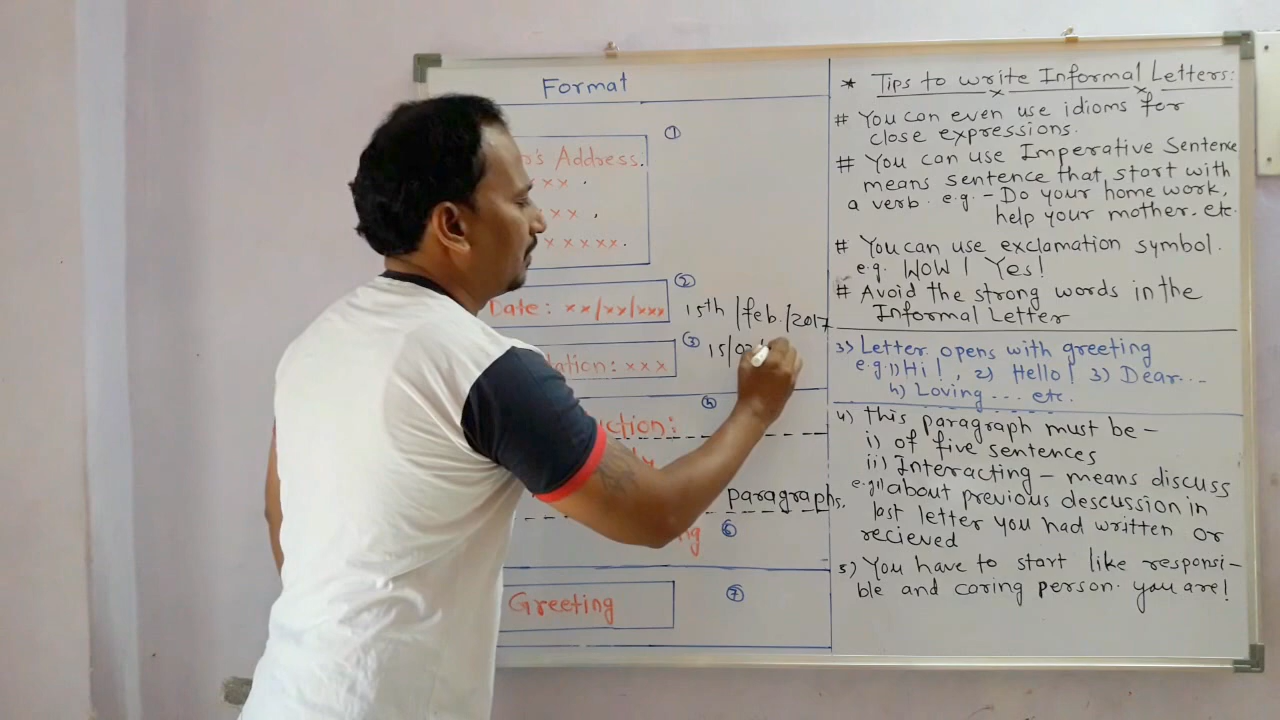 Format
①
r's Address.
xx .
xx .
xxxxx.
②
Date: xx/xx/xxx
15th /feb./2017
③
ation: xxx
15/02/
4
uction:
Paragraphs.
ng
⑥
Greeting
⑦
* Tips to write Informal Letters:
# You can even use idioms for
close expressions.
# You can use Imperative Sentence
means sentence that start with
a verb. e.g. - Do your home work,
help your mother. etc.
# You can use exclamation symbol.
e.g. WOW! Yes!
# Avoid the strong words in the
Informal Letter
3) Letter opens with greeting
e.g. 1) Hi! , 2) Hello! 3) Dear...
4) Loving .... etc.
4) This paragraph must be -
i) of five sentences
ii) Interacting - means discuss
e.g. about previous descussion in
last letter you had written or
recieved
5) You have to start like responsi-
ble and caring person. you are!